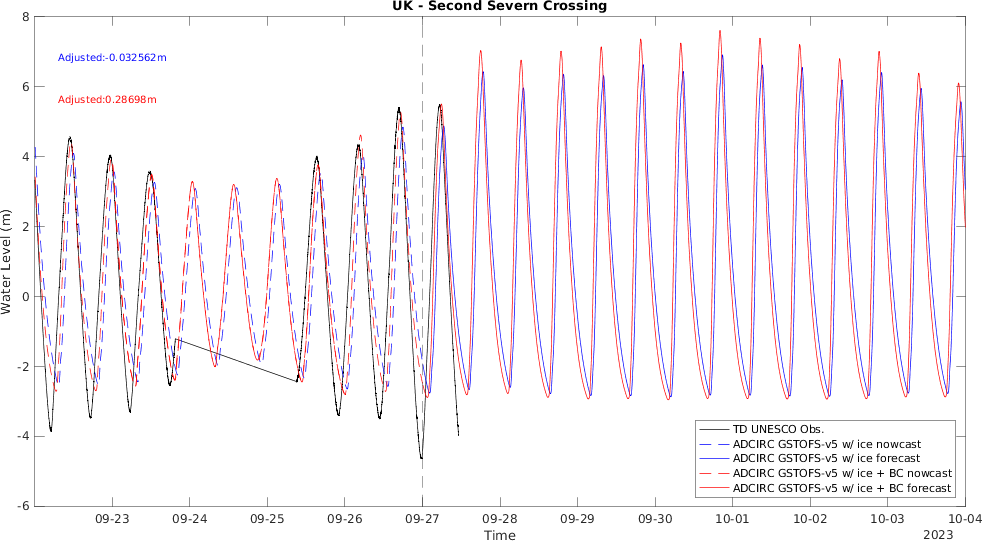 UK - Second Severn Crossing
Adjusted:-0.032562m
Adjusted:0.28698m
Water Level (m)
8
6
4
2
0
-2
-4
-6
TD UNESCO Obs.
ADCIRC GSTOFS-v5 w/ ice nowcast
ADCIRC GSTOFS-v5 w/ ice forecast
ADCIRC GSTOFS-v5 w/ ice + BC nowcast
ADCIRC GSTOFS-v5 w/ ice + BC forecast
09-23 09-24 09-25 09-26 09-27 09-28 09-29 09-30 10-01 10-02 10-03 10-04
Time
2023